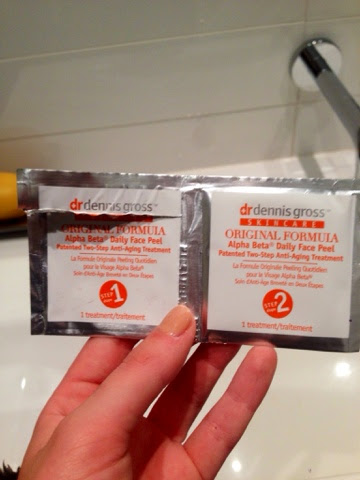 drdennis gross™
ORIGINAL FORMULA
Alpha Beta® Daily Face Peel
Patented Two-Step Anti-Aging Treatment
La Formule Originale Peeling Quotidien
pour le Visage Alpha Beta®
Soin d'Anti-Âge Breveté en Deux Étapes
STEP 1
1 treatment/traitement
drdennis gross™
SKINCARE
ORIGINAL FORMULA
Alpha Beta® Daily Face Peel
Patented Two-Step Anti-Aging Treatment
La Formule Originale Peeling Quotidien
pour le Visage Alpha Beta®
Soin d'Anti-Âge Breveté en Deux Étapes
STEP 2
1 treatment/traitement